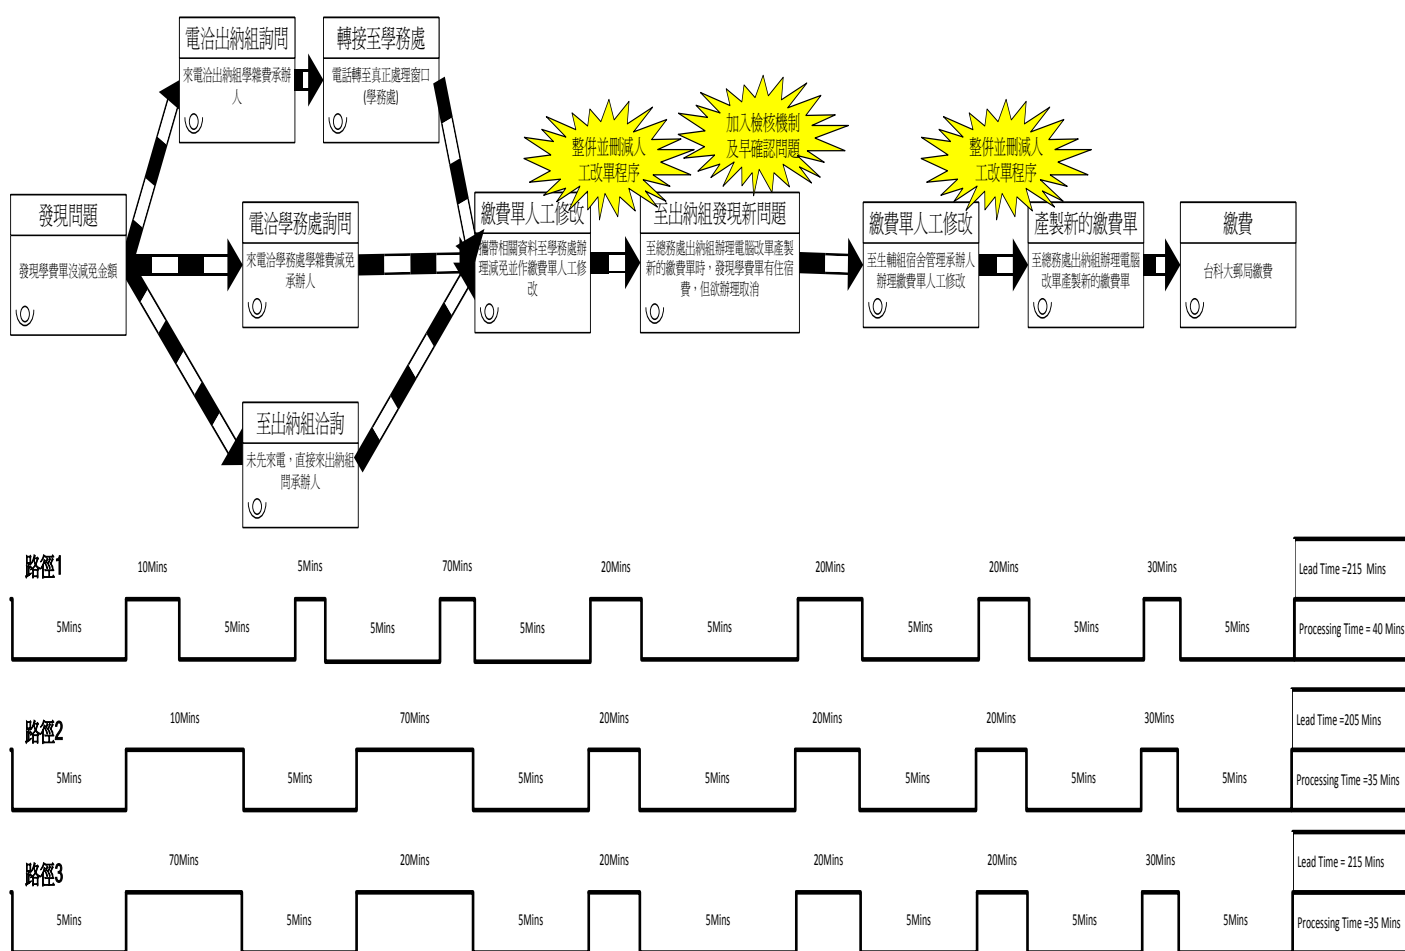 電洽出納組詢問
來電洽出納組學雜費承辦
人
轉接至學務處
電話轉至真正處理窗口
(學務處)
整併並刪減人
工改單程序
加入檢核機制
及早確認問題
整併並刪減人
工改單程序
發現問題
發現學費單沒減免金額
電洽學務處詢問
來電洽學務處學雜費減免
承辦人
繳費單人工修改
攜帶相關資料至學務處辦
理減免並作繳費單人工修
改
至出納組發現新問題
至總務處出納組辦理電腦改單產製
新的繳費單時，發現學費單有住宿
費，但欲辦理取消
繳費單人工修改
至生輔組宿舍管理承辦人
辦理繳費單人工修改
產製新的繳費單
至總務處出納組辦理電腦
改單產製新的繳費單
繳費
台科大郵局繳費
至出納組洽詢
未先來電，直接來出納組
問承辦人
路徑1
10Mins 5Mins 70Mins 20Mins 20Mins 20Mins 30Mins
Lead Time =215 Mins
5Mins 5Mins 5Mins 5Mins 5Mins 5Mins 5Mins 5Mins
Processing Time = 40 Mins
路徑2
10Mins 70Mins 20Mins 20Mins 20Mins 30Mins
Lead Time =205 Mins
5Mins 5Mins 5Mins 5Mins 5Mins 5Mins 5Mins
Processing Time =35 Mins
路徑3
70Mins 20Mins 20Mins 20Mins 20Mins 30Mins
Lead Time = 215 Mins
5Mins 5Mins 5Mins 5Mins 5Mins 5Mins 5Mins
Processing Time =35 Mins